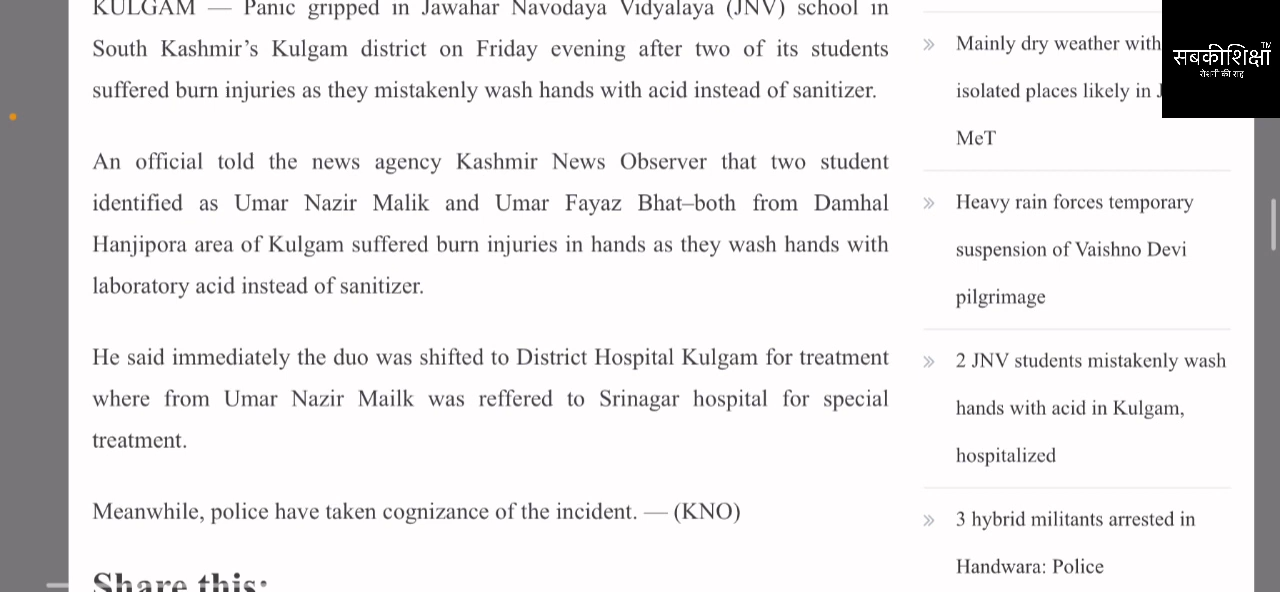 KULGAM — Panic gripped in Jawahar Navodaya Vidyalaya (JNV) school in
South Kashmir’s Kulgam district on Friday evening after two of its students
suffered burn injuries as they mistakenly wash hands with acid instead of sanitizer.
An official told the news agency Kashmir News Observer that two student
identified as Umar Nazir Malik and Umar Fayaz Bhat–both from Damhal
Hanjipora area of Kulgam suffered burn injuries in hands as they wash hands with
laboratory acid instead of sanitizer.
He said immediately the duo was shifted to District Hospital Kulgam for treatment
where from Umar Nazir Mailk was reffered to Srinagar hospital for special
treatment.
Meanwhile, police have taken cognizance of the incident. — (KNO)
Share this:
» Mainly dry weather with
isolated places likely in J
MeT
» Heavy rain forces temporary
suspension of Vaishno Devi
pilgrimage
» 2 JNV students mistakenly wash
hands with acid in Kulgam,
hospitalized
» 3 hybrid militants arrested in
Handwara: Police
सबकी शिक्षा TM
रोशनी की राह